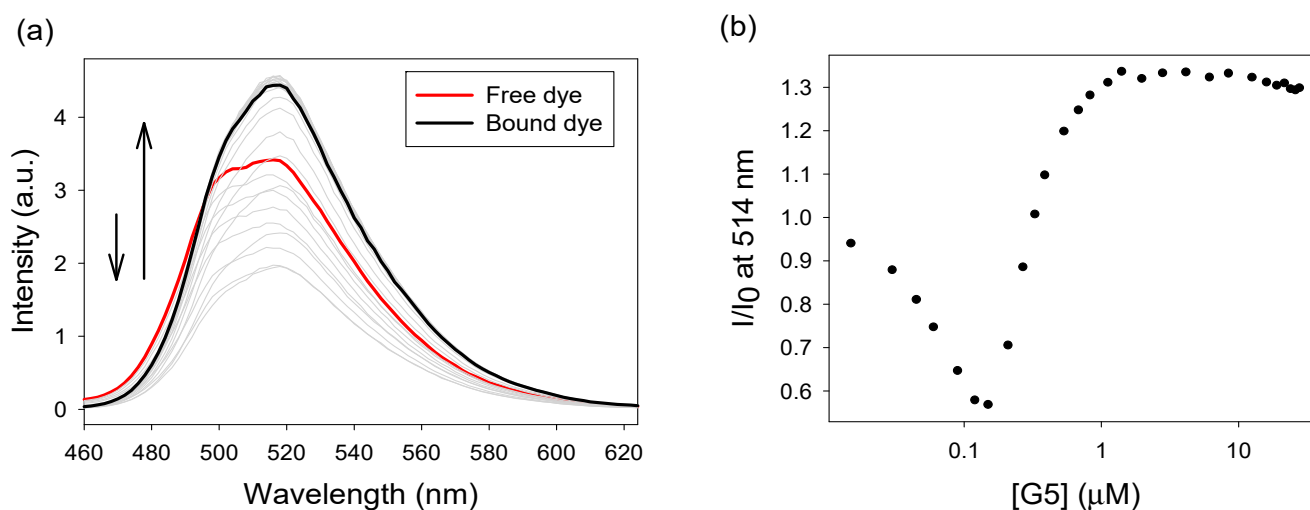 (a)
Free dye
Bound dye
Intensity (a.u.)
4
3
2
1
0
460 480 500 520 540 560 580 600 620
Wavelength (nm)
(b)
I/I0 at 514 nm
1.3
1.2
1.1
1.0
0.9
0.8
0.7
0.6
0.1 1 10
[G5] (μM)